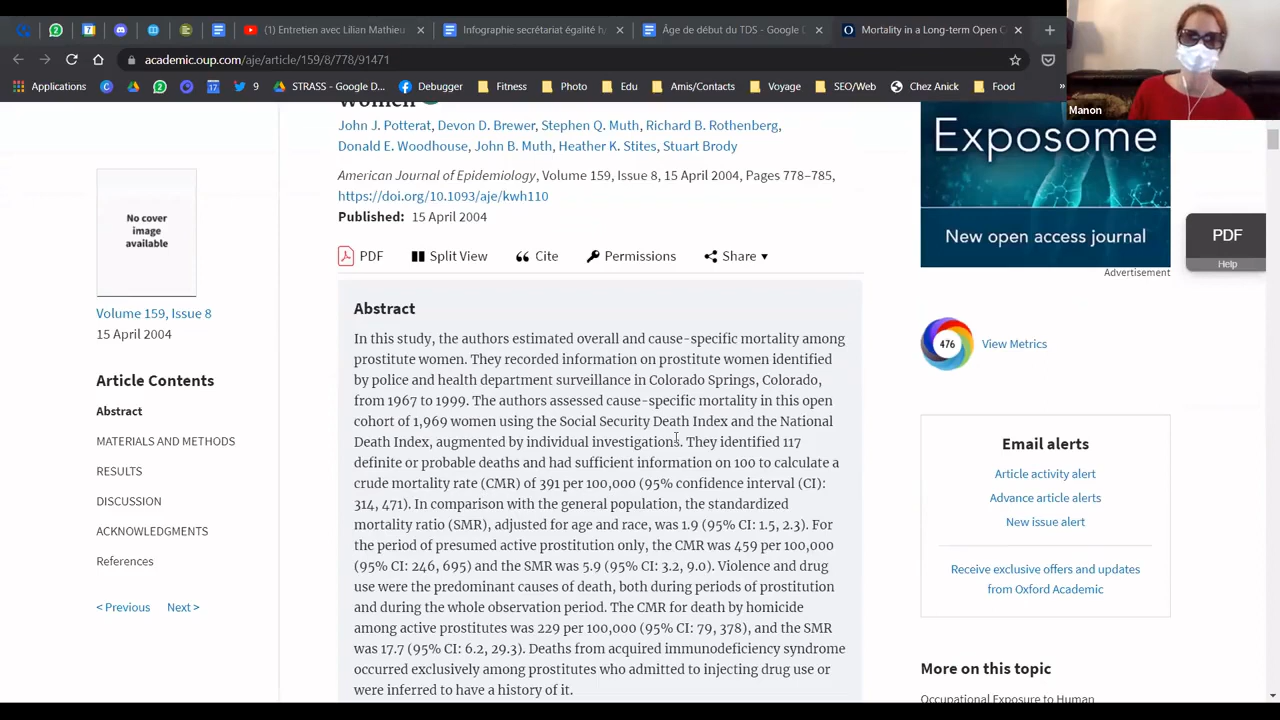 (1) Entretien avec Lilian Mathieu
Infographie secrétariat égalité h/
Âge de début du TDS - Google D
Mortality in a Long-term Open C
academic.oup.com/aje/article/159/8/778/91471
Applications
9
STRASS - Google D...
Debugger
Fitness
Photo
Edu
Amis/Contacts
Voyage
SEO/Web
Chez Anick
Food
»
Manon
Women
John J. Potterat, Devon D. Brewer, Stephen Q. Muth, Richard B. Rothenberg,
Donald E. Woodhouse, John B. Muth, Heather K. Stites, Stuart Brody
American Journal of Epidemiology, Volume 159, Issue 8, 15 April 2004, Pages 778–785,
https://doi.org/10.1093/aje/kwh110
Published: 15 April 2004
PDF
Split View
Cite
Permissions
Share
No cover
image
available
Volume 159, Issue 8
15 April 2004
Article Contents
Abstract
MATERIALS AND METHODS
RESULTS
DISCUSSION
ACKNOWLEDGMENTS
References
< Previous Next >
Abstract
In this study, the authors estimated overall and cause-specific mortality among
prostitute women. They recorded information on prostitute women identified
by police and health department surveillance in Colorado Springs, Colorado,
from 1967 to 1999. The authors assessed cause-specific mortality in this open
cohort of 1,969 women using the Social Security Death Index and the National
Death Index, augmented by individual investigations. They identified 117
definite or probable deaths and had sufficient information on 100 to calculate a
crude mortality rate (CMR) of 391 per 100,000 (95% confidence interval (CI):
314, 471). In comparison with the general population, the standardized
mortality ratio (SMR), adjusted for age and race, was 1.9 (95% CI: 1.5, 2.3). For
the period of presumed active prostitution only, the CMR was 459 per 100,000
(95% CI: 246, 695) and the SMR was 5.9 (95% CI: 3.2, 9.0). Violence and drug
use were the predominant causes of death, both during periods of prostitution
and during the whole observation period. The CMR for death by homicide
among active prostitutes was 229 per 100,000 (95% CI: 79, 378), and the SMR
was 17.7 (95% CI: 6.2, 29.3). Deaths from acquired immunodeficiency syndrome
occurred exclusively among prostitutes who admitted to injecting drug use or
were inferred to have a history of it.
Exposome
New open access journal
Advertisement
PDF
Help
476
View Metrics
Email alerts
Article activity alert
Advance article alerts
New issue alert
Receive exclusive offers and updates
from Oxford Academic
More on this topic
Occupational Exposure to Human